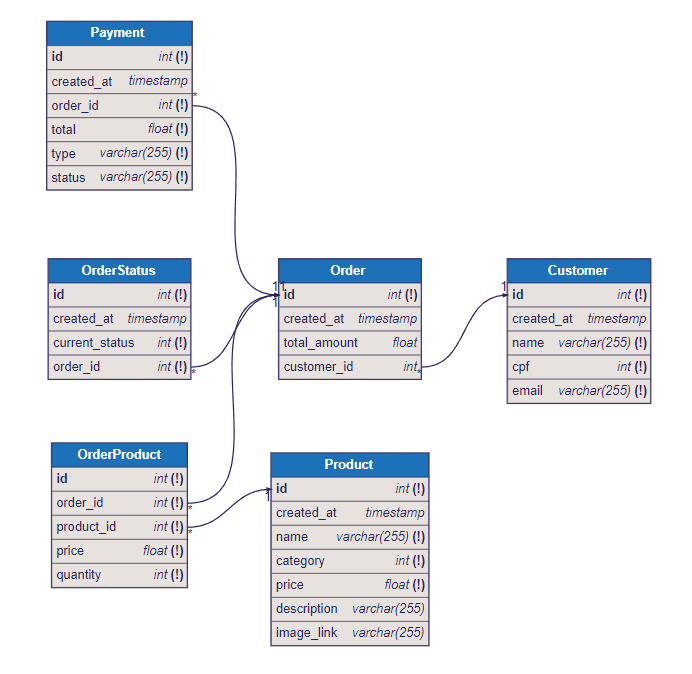 Payment
id int (!)
created_at timestamp
order_id int (!)
*
total float (!)
type varchar(255) (!)
status varchar(255) (!)
OrderStatus
id int (!)
created_at timestamp
current_status int (!)
order_id int (!)
*
Order
1 1
1
id int (!)
created_at timestamp
total_amount float
customer_id int
*
Customer
1
id int (!)
created_at timestamp
name varchar(255) (!)
cpf int (!)
email varchar(255) (!)
OrderProduct
id int (!)
order_id int (!)
*
product_id int (!)
*
price float (!)
quantity int (!)
Product
id int (!)
1
created_at timestamp
name varchar(255) (!)
category int (!)
price float (!)
description varchar(255)
image_link varchar(255)